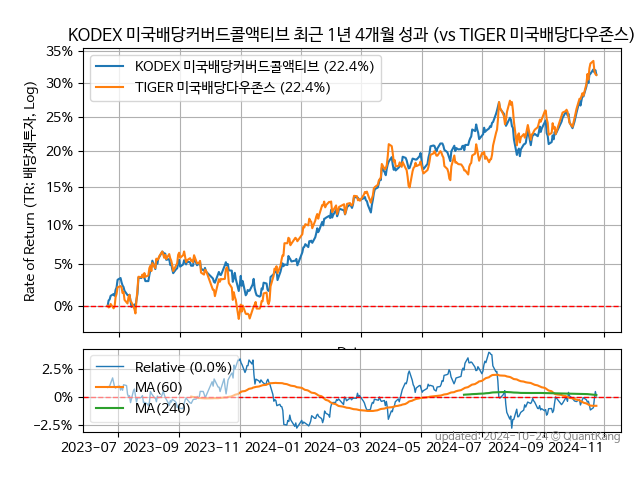 KODEX 미국배당커버드콜액티브 최근 1년 4개월 성과 (vs TIGER 미국배당다우존스)
KODEX 미국배당커버드콜액티브 (22.4%)
TIGER 미국배당다우존스 (22.4%)
Rate of Return (TR: 배당재투자, Log)
35%
30%
25%
20%
15%
10%
5%
0%
Relative (0.0%)
MA(60)
MA(240)
2.5%
0%
−2.5%
2023−07 2023−09 2023−11 2024−01 2024−03 2024−05 2024−07 2024−09 2024−11
updated: 2024-10-24 © QuantKang